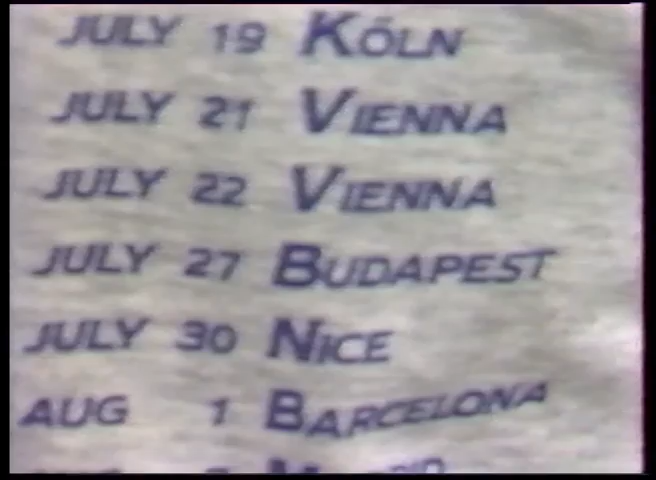 JULY 19 KÖLN
JULY 21 VIENNA
JULY 22 VIENNA
JULY 27 BUDAPEST
JULY 30 NICE
AUG 1 BARCELONA